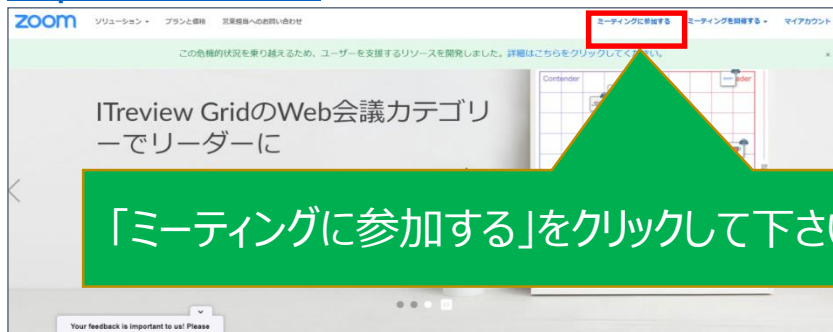 zoom ソリューション プランと価格 営業担当へのお問い合わせ ミーティングに参加する ミーティングを開催する マイアカウント
この危機的状況を乗り越えるため、ユーザーを支援するリソースを開発しました。詳細はこちらをクリックしてください。
Contender
ader
ITreview GridのWeb会議カテゴリ
ーでリーダーに
「ミーティングに参加する」をクリックして下さ
Your feedback is important to us! Please